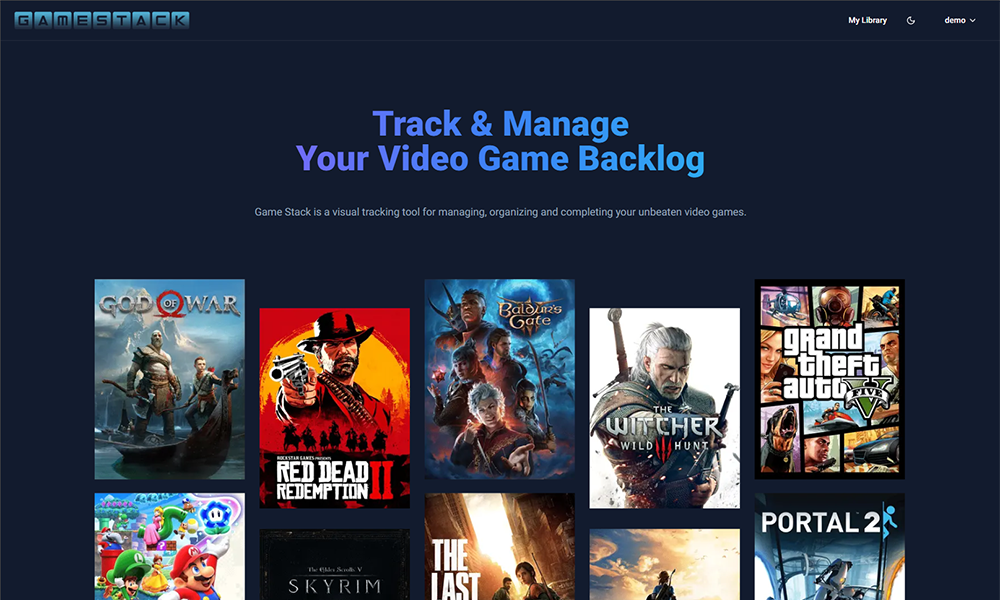 GAMESTACK
My Library
demo
Track & Manage
Your Video Game Backlog
Game Stack is a visual tracking tool for managing, organizing and completing your unbeaten video games.
GOD OF WAR
ROCKSTAR GAMES PRESENTS
RED DEAD
REDEMPTION II
Baldur's
Gate
THE
WITCHER
WILD HUNT
grand
theft
auto
FIVE
The Elder Scrolls V
SKYRIM
THE
LAST
PORTAL 2